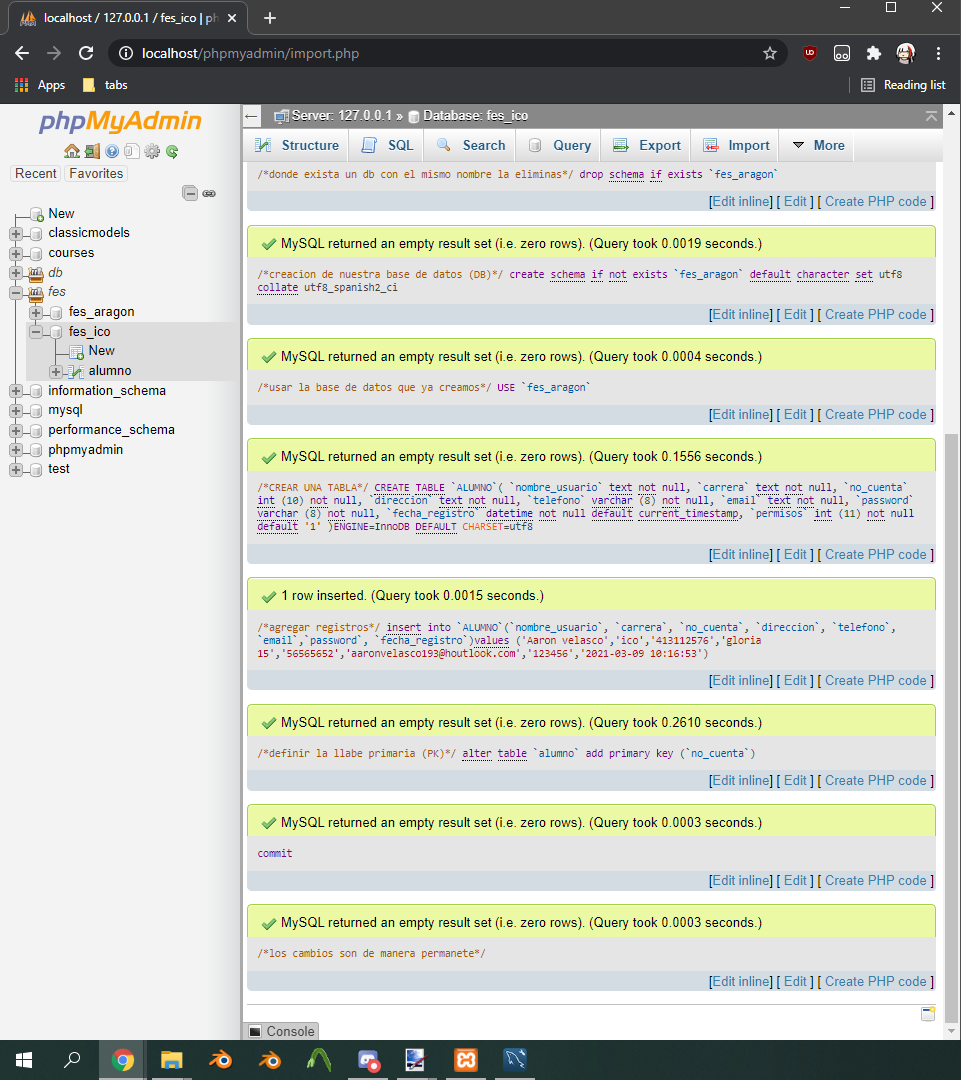 localhost / 127.0.0.1 / fes_ico | ph
localhost/phpmyadmin/import.php
Apps
tabs
Reading list
phpMyAdmin
Recent
Favorites
New
classicmodels
courses
db
fes
fes_aragon
fes_ico
New
alumno
information_schema
mysql
performance_schema
phpmyadmin
test
Server: 127.0.0.1 » Database: fes_ico
Structure SQL Search Query Export Import More
/*donde exista un db con el mismo nombre la eliminas*/ drop schema if exists `fes_aragon`
[Edit inline] [ Edit ] [ Create PHP code ]
MySQL returned an empty result set (i.e. zero rows). (Query took 0.0019 seconds.)
/*creacion de nuestra base de datos (DB)*/ create schema if not exists `fes_aragon` default character set utf8
collate utf8_spanish2_ci
[Edit inline] [ Edit ] [ Create PHP code ]
MySQL returned an empty result set (i.e. zero rows). (Query took 0.0004 seconds.)
/*usar la base de datos que ya creamos*/ USE `fes_aragon`
[Edit inline] [ Edit ] [ Create PHP code ]
MySQL returned an empty result set (i.e. zero rows). (Query took 0.1556 seconds.)
/*CREAR UNA TABLA*/ CREATE TABLE `ALUMNO`( `nombre_usuario` text not null, `carrera` text not null, `no_cuenta`
int (10) not null, `direccion` text not null, `telefono` varchar (8) not null, `email` text not null, `password`
varchar (8) not null, `fecha_registro` datetime not null default current_timestamp, `permisos` int (11) not null
default '1' )ENGINE=InnoDB DEFAULT CHARSET=utf8
[Edit inline] [ Edit ] [ Create PHP code ]
1 row inserted. (Query took 0.0015 seconds.)
/*agregar registros*/ insert into `ALUMNO`(`nombre_usuario`, `carrera`, `no_cuenta`, `direccion`, `telefono`,
`email`,`password`, `fecha_registro`)values ('Aaron velasco','ico','413112576','gloria
15','56565652','aaronvelasco193@houtlook.com','123456','2021-03-09 10:16:53')
[Edit inline] [ Edit ] [ Create PHP code ]
MySQL returned an empty result set (i.e. zero rows). (Query took 0.2610 seconds.)
/*definir la llabe primaria (PK)*/ alter table `alumno` add primary key (`no_cuenta`)
[Edit inline] [ Edit ] [ Create PHP code ]
MySQL returned an empty result set (i.e. zero rows). (Query took 0.0003 seconds.)
commit
[Edit inline] [ Edit ] [ Create PHP code ]
MySQL returned an empty result set (i.e. zero rows). (Query took 0.0003 seconds.)
/*los cambios son de manera permanete*/
[Edit inline] [ Edit ] [ Create PHP code ]
Console